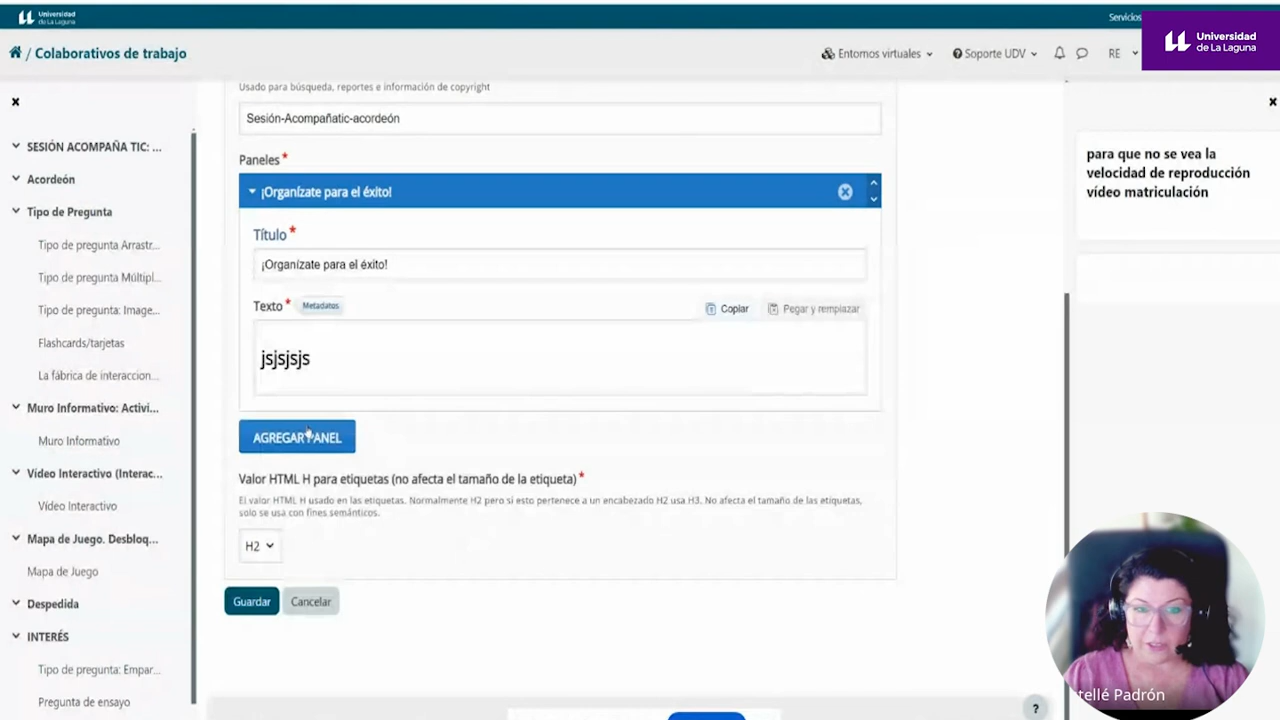 Universidad
de La Laguna
Servicios
Universidad
de La Laguna
/ Colaborativos de trabajo
Entornos virtuales
Soporte UDV
RE
Usado para búsqueda, reportes e información de copyright
Sesión-Acompañatic-acordeón
Paneles*
¡Organízate para el éxito!
Título*
¡Organízate para el éxito!
Texto*
Metadatos
Copiar
Pegar y remplazar
jsjsjsjs
AGREGAR PANEL
Valor HTML H para etiquetas (no afecta el tamaño de la etiqueta)*
El valor HTML H usado en las etiquetas. Normalmente H2 pero si esto pertenece a un encabezado H2 usa H3. No afecta el tamaño de las etiquetas,
solo se usa con fines semánticos.
H2
Guardar
Cancelar
SESIÓN ACOMPAÑA TIC: ...
Acordeón
Tipo de Pregunta
Tipo de pregunta Arrastr...
Tipo de pregunta Múltipl...
Tipo de pregunta: Image...
Flashcards/tarjetas
La fábrica de interaccion...
Muro Informativo: Activi...
Muro Informativo
Vídeo Interactivo (Interac...
Vídeo Interactivo
Mapa de Juego. Desbloq...
Mapa de Juego
Despedida
INTERÉS
Tipo de pregunta: Empar...
Pregunta de ensayo
para que no se vea la
velocidad de reproducción
vídeo matriculación
tellé Padrón
?